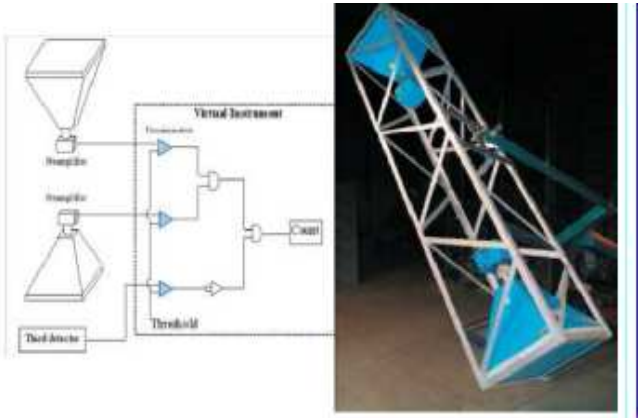 Virtual Instrument
Preamplifier
Preamplifier
Count
Threshold
Third detector